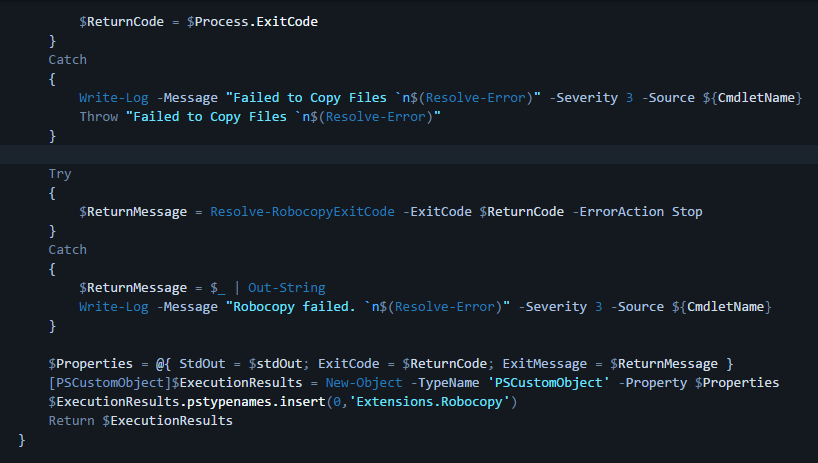 $ReturnCode = $Process.ExitCode
}
Catch
{
Write-Log -Message "Failed to Copy Files `n$(Resolve-Error)" -Severity 3 -Source ${CmdletName}
Throw "Failed to Copy Files `n$(Resolve-Error)"
}
Try
{
$ReturnMessage = Resolve-RobocopyExitCode -ExitCode $ReturnCode -ErrorAction Stop
}
Catch
{
$ReturnMessage = $_ | Out-String
Write-Log -Message "Robocopy failed. `n$(Resolve-Error)" -Severity 3 -Source ${CmdletName}
}
$Properties = @{ StdOut = $stdOut; ExitCode = $ReturnCode; ExitMessage = $ReturnMessage }
[PSCustomObject]$ExecutionResults = New-Object -TypeName 'PSCustomObject' -Property $Properties
$ExecutionResults.pstypenames.insert(0,'Extensions.Robocopy')
Return $ExecutionResults
}